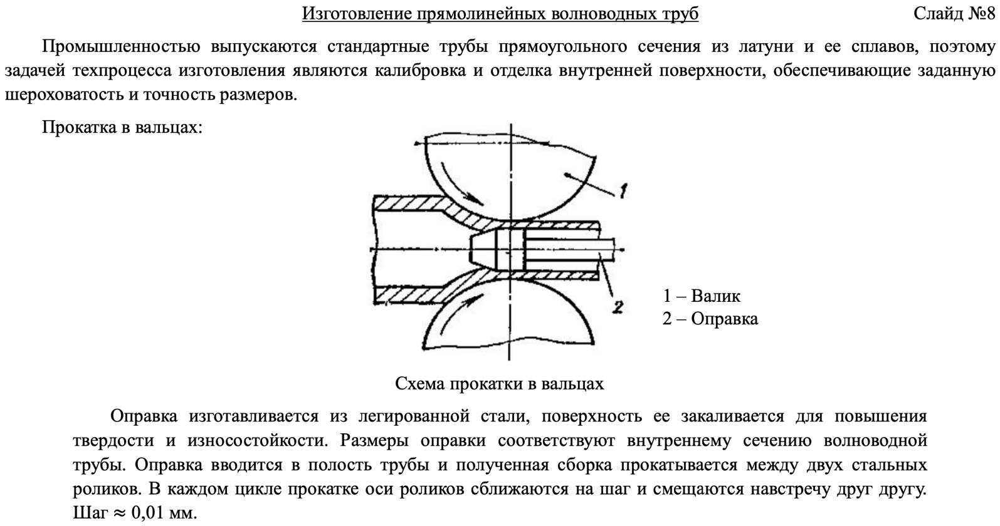 Изготовление прямолинейных волноводных труб
Слайд №8
Промышленностью выпускаются стандартные трубы прямоугольного сечения из латуни и ее сплавов, поэтому
задачей техпроцесса изготовления являются калибровка и отделка внутренней поверхности, обеспечивающие заданную
шероховатость и точность размеров.
Прокатка в вальцах:
1
2
1 – Валик
2 – Оправка
Схема прокатки в вальцах
Оправка изготавливается из легированной стали, поверхность ее закаливается для повышения
твердости и износостойкости. Размеры оправки соответствуют внутреннему сечению волноводной
трубы. Оправка вводится в полость трубы и полученная сборка прокатывается между двух стальных
роликов. В каждом цикле прокатке оси роликов сближаются на шаг и смещаются навстречу друг другу.
Шаг ≈ 0,01 мм.